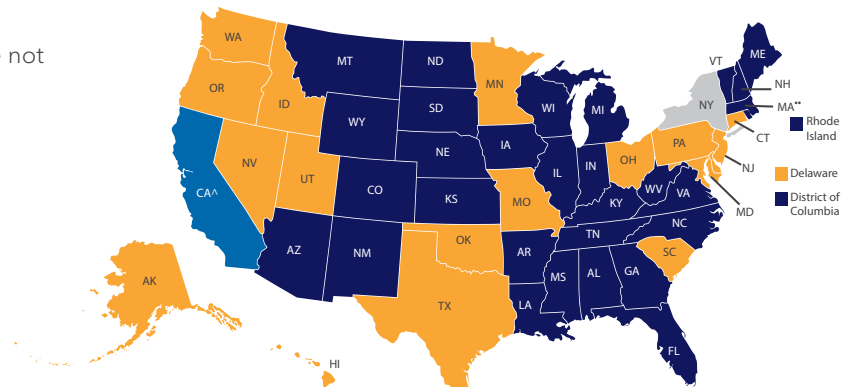 not
WA
MT
ND
MN
OR
ID
SD
WI
MI
VT
ME
NH
NY
MA**
Rhode
Island
CT
WY
NE
IA
PA
NJ
NV
UT
CO
KS
MO
IL
IN
OH
WV
VA
MD
Delaware
District of
Columbia
CA^
KY
NC
TN
AZ
NM
OK
AR
SC
MS
AL
GA
TX
LA
FL
AK
HI